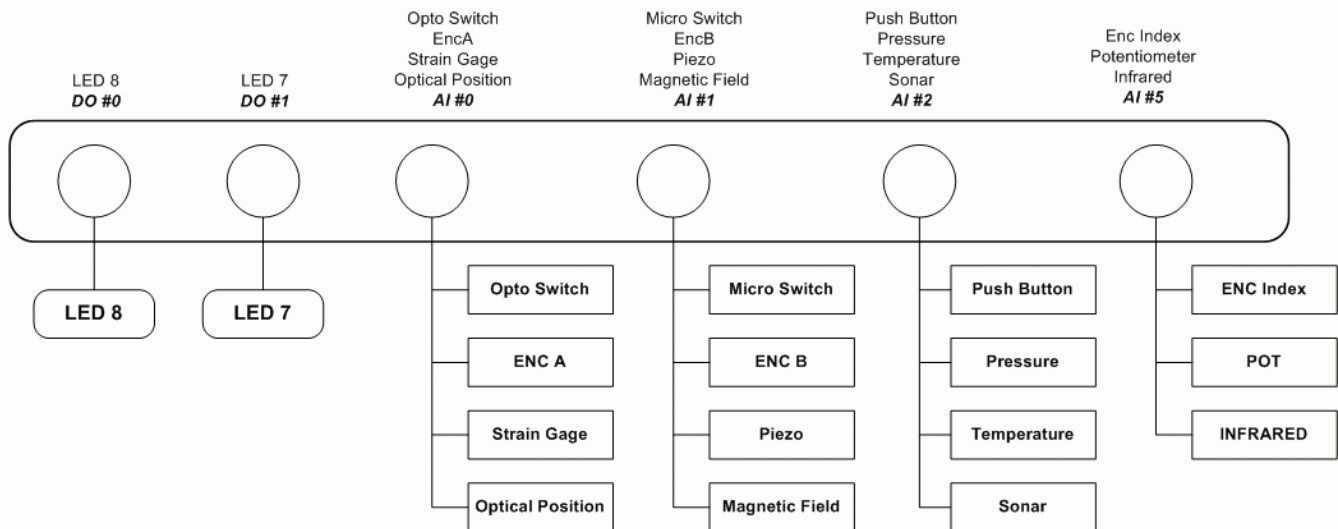 LED 8
DO #0
LED 7
DO #1
Opto Switch
EncA
Strain Gage
Optical Position
AI #0
Micro Switch
EncB
Piezo
Magnetic Field
AI #1
Push Button
Pressure
Temperature
Sonar
AI #2
Enc Index
Potentiometer
Infrared
AI #5
LED 8
LED 7
Opto Switch
ENC A
Strain Gage
Optical Position
Micro Switch
ENC B
Piezo
Magnetic Field
Push Button
Pressure
Temperature
Sonar
ENC Index
POT
INFRARED